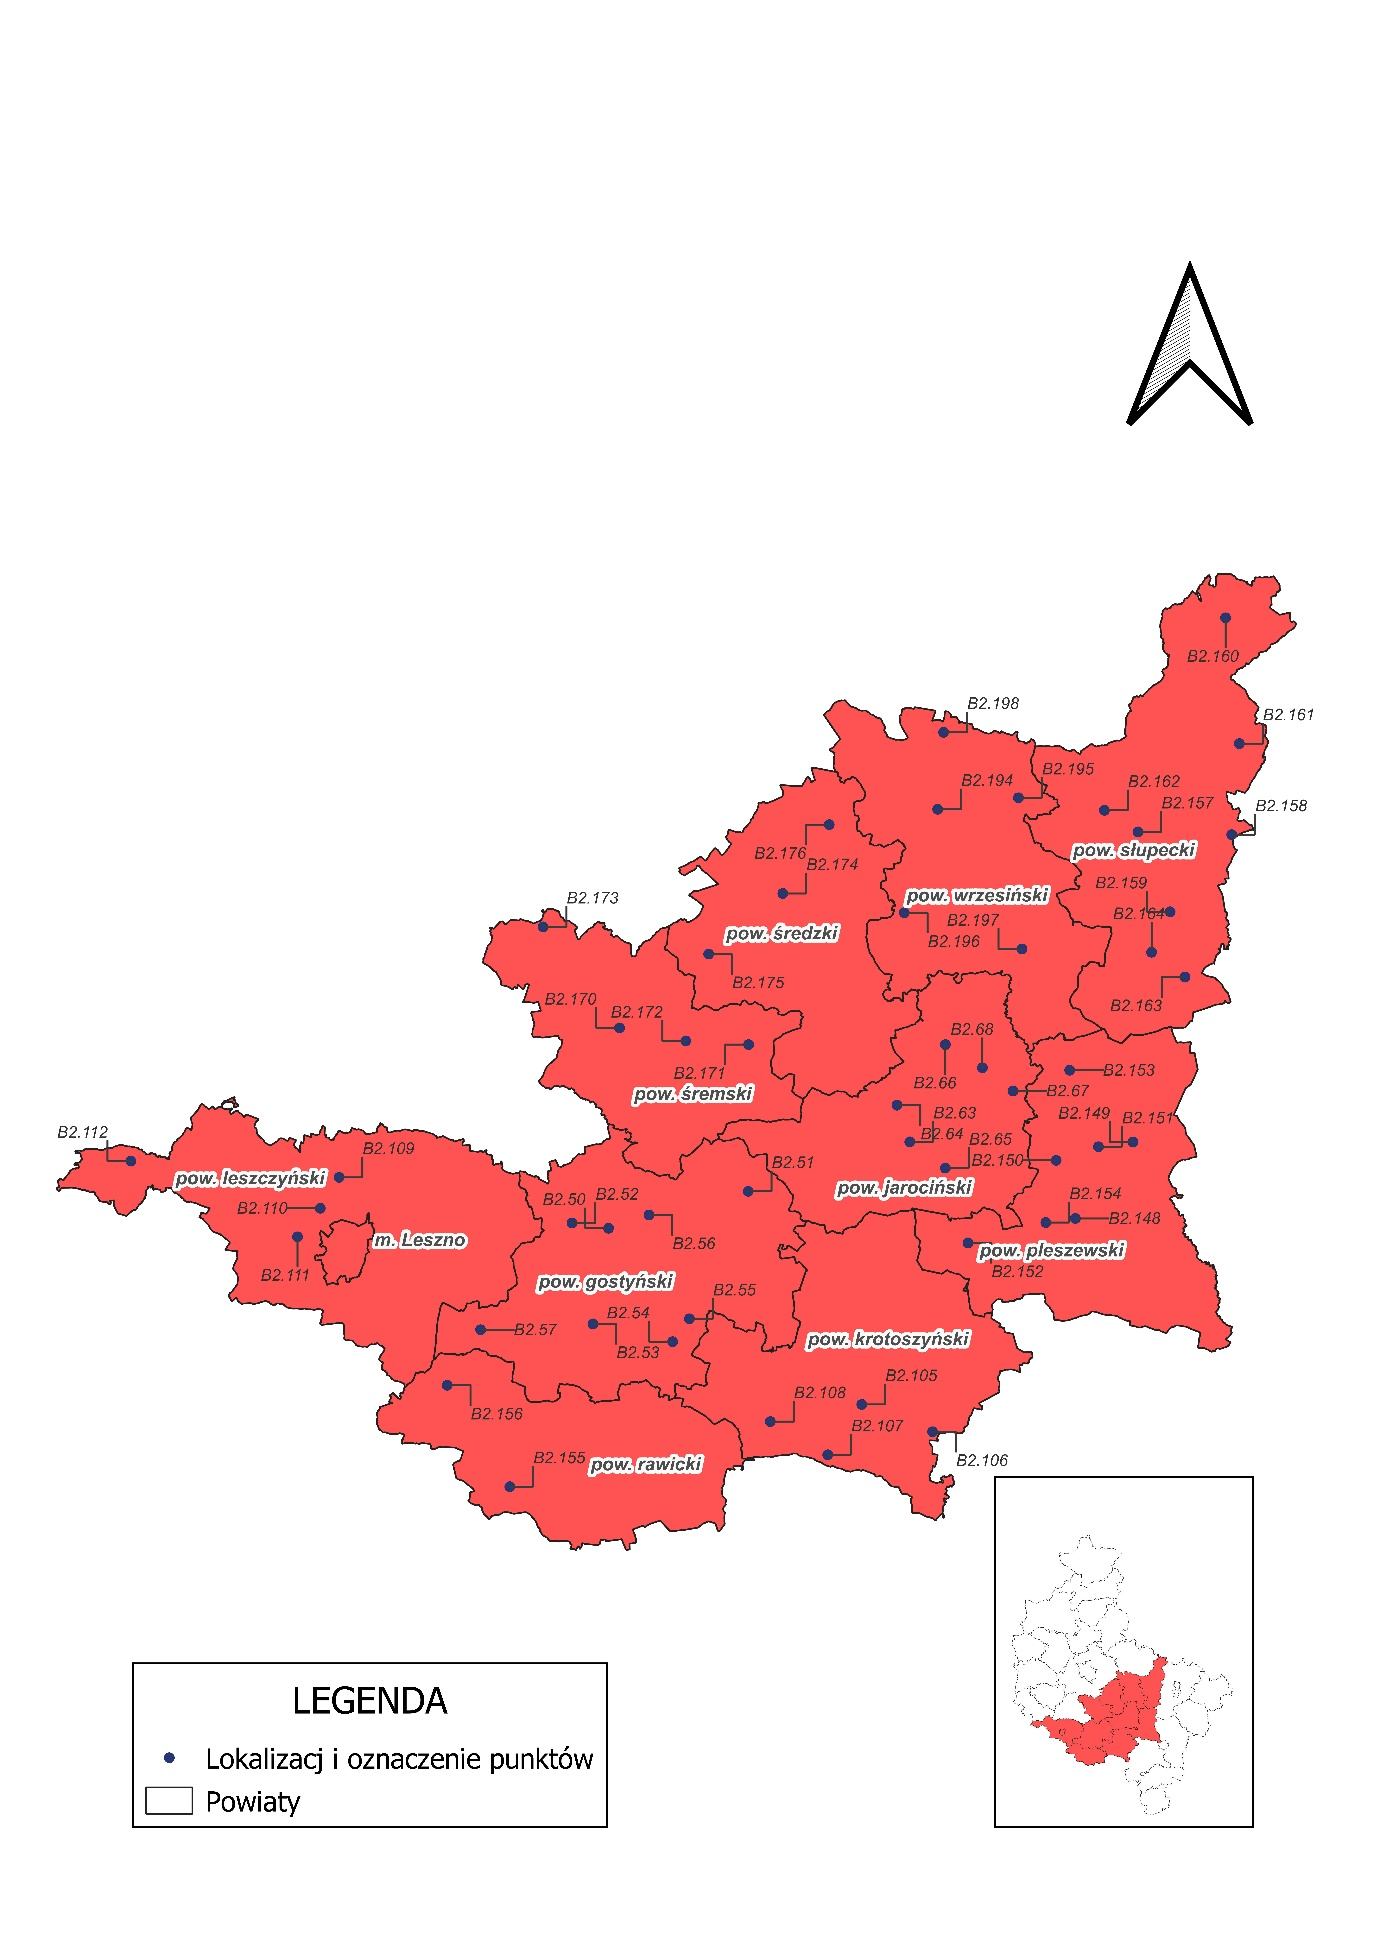 B2.160
B2.198
B2.161
B2.195
B2.194
B2.162
B2.157
B2.158
pow. słupecki
B2.176
B2.174
B2.159
pow. wrzesiński
B2.173
B2.197
B2.164
pow. średzki
B2.196
B2.175
B2.170
B2.163
B2.172
B2.68
B2.171
B2.153
B2.66
B2.67
pow. śremski
B2.63
B2.149
B2.151
B2.112
B2.64
B2.65
B2.109
B2.51
B2.150
pow. leszczyński
pow. jarociński
B2.50
B2.52
B2.154
B2.110
B2.148
m. Leszno
B2.56
pow. pleszewski
B2.111
B2.152
pow. gostyński
B2.55
B2.54
B2.57
pow. krotoszyński
B2.53
B2.105
B2.108
B2.156
B2.107
B2.155
pow. rawicki
B2.106
LEGENDA
Lokalizacj i oznaczenie punktów
Powiaty